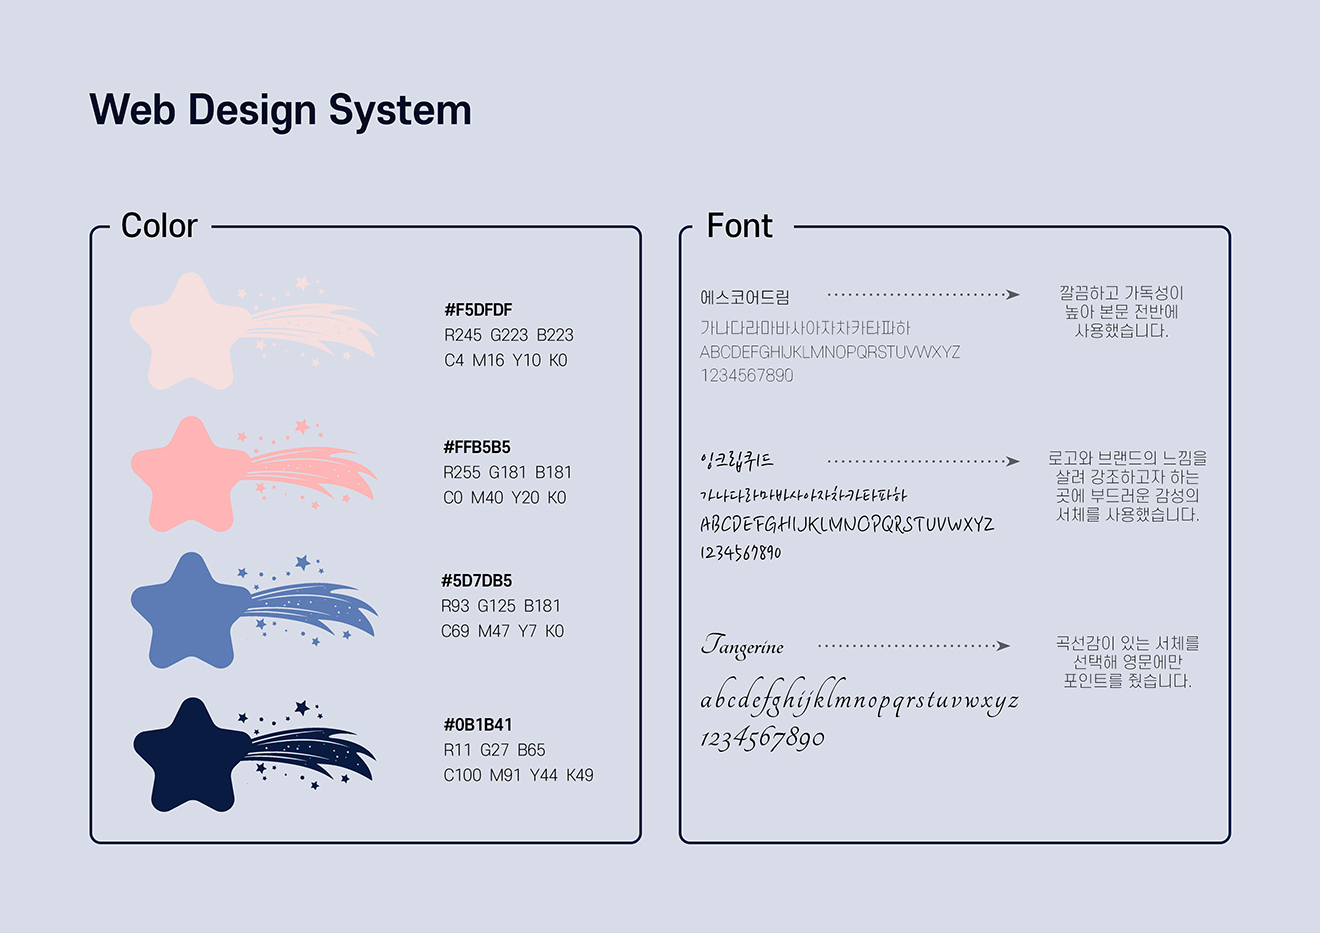 Web Design System
Color
#F5DFDF
R245 G223 B223
C4 M16 Y10 K0
#FFB5B5
R255 G181 B181
C0 M40 Y20 K0
#5D7DB5
R93 G125 B181
C69 M47 Y7 K0
#0B1B41
R11 G27 B65
C100 M91 Y44 K49
Font
에스코어드림
가나다라마바사아자차카타파하
ABCDEFGHIJKLMNOPQRSTUVWXYZ
1234567890
깔끔하고 가독성이
높아 본문 전반에
사용했습니다.
잉크립퀴드
가나다라마바사아자차카타파하
ABCDEFGHIJKLMNOPQRSTUVWXYZ
1234567890
로고와 브랜드의 느낌을
살려 강조하고자 하는
곳에 부드러운 감성의
서체를 사용했습니다.
Tangerine
abcdefghijklmnopqrstuvwxyz
1234567890
곡선감이 있는 서체를
선택해 영문에만
포인트를 줬습니다.